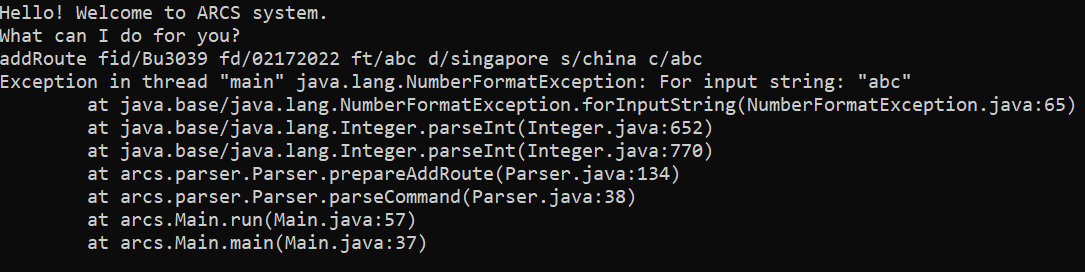 Hello! Welcome to ARCS system.
What can I do for you?
addRoute fid/Bu3039 fd/02172022 ft/abc d/singapore s/china c/abc
Exception in thread "main" java.lang.NumberFormatException: For input string: "abc"
at java.base/java.lang.NumberFormatException.forInputString(NumberFormatException.java:65)
at java.base/java.lang.Integer.parseInt(Integer.java:652)
at java.base/java.lang.Integer.parseInt(Integer.java:770)
at arcs.parser.Parser.prepareAddRoute(Parser.java:134)
at arcs.parser.Parser.parseCommand(Parser.java:38)
at arcs.Main.run(Main.java:57)
at arcs.Main.main(Main.java:37)